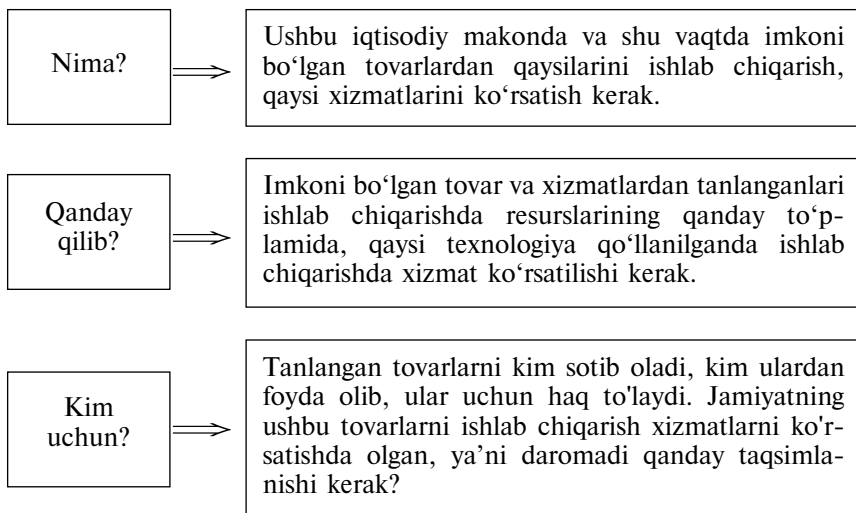 Nima?
Ushbu iqtisodiy makonda va shu vaqtda imkoni
bo‘lgan tovarlardan qaysilarini ishlab chiqarish,
qaysi xizmatlarini ko‘rsatish kerak.
Qanday
qilib?
Imkoni bo‘lgan tovar va xizmatlardan tanlanganlari
ishlab chiqarishda resurslarining qanday to‘p-
lamida, qaysi texnologiya qo‘llanilganda ishlab
chiqarishda xizmat ko‘rsatilishi kerak.
Kim
uchun?
Tanlangan tovarlarni kim sotib oladi, kim ulardan
foyda olib, ular uchun haq to'laydi. Jamiyatning
ushbu tovarlarni ishlab chiqarish xizmatlarni ko'r-
satishda olgan, ya’ni daromadi qanday taqsimla-
nishi kerak?